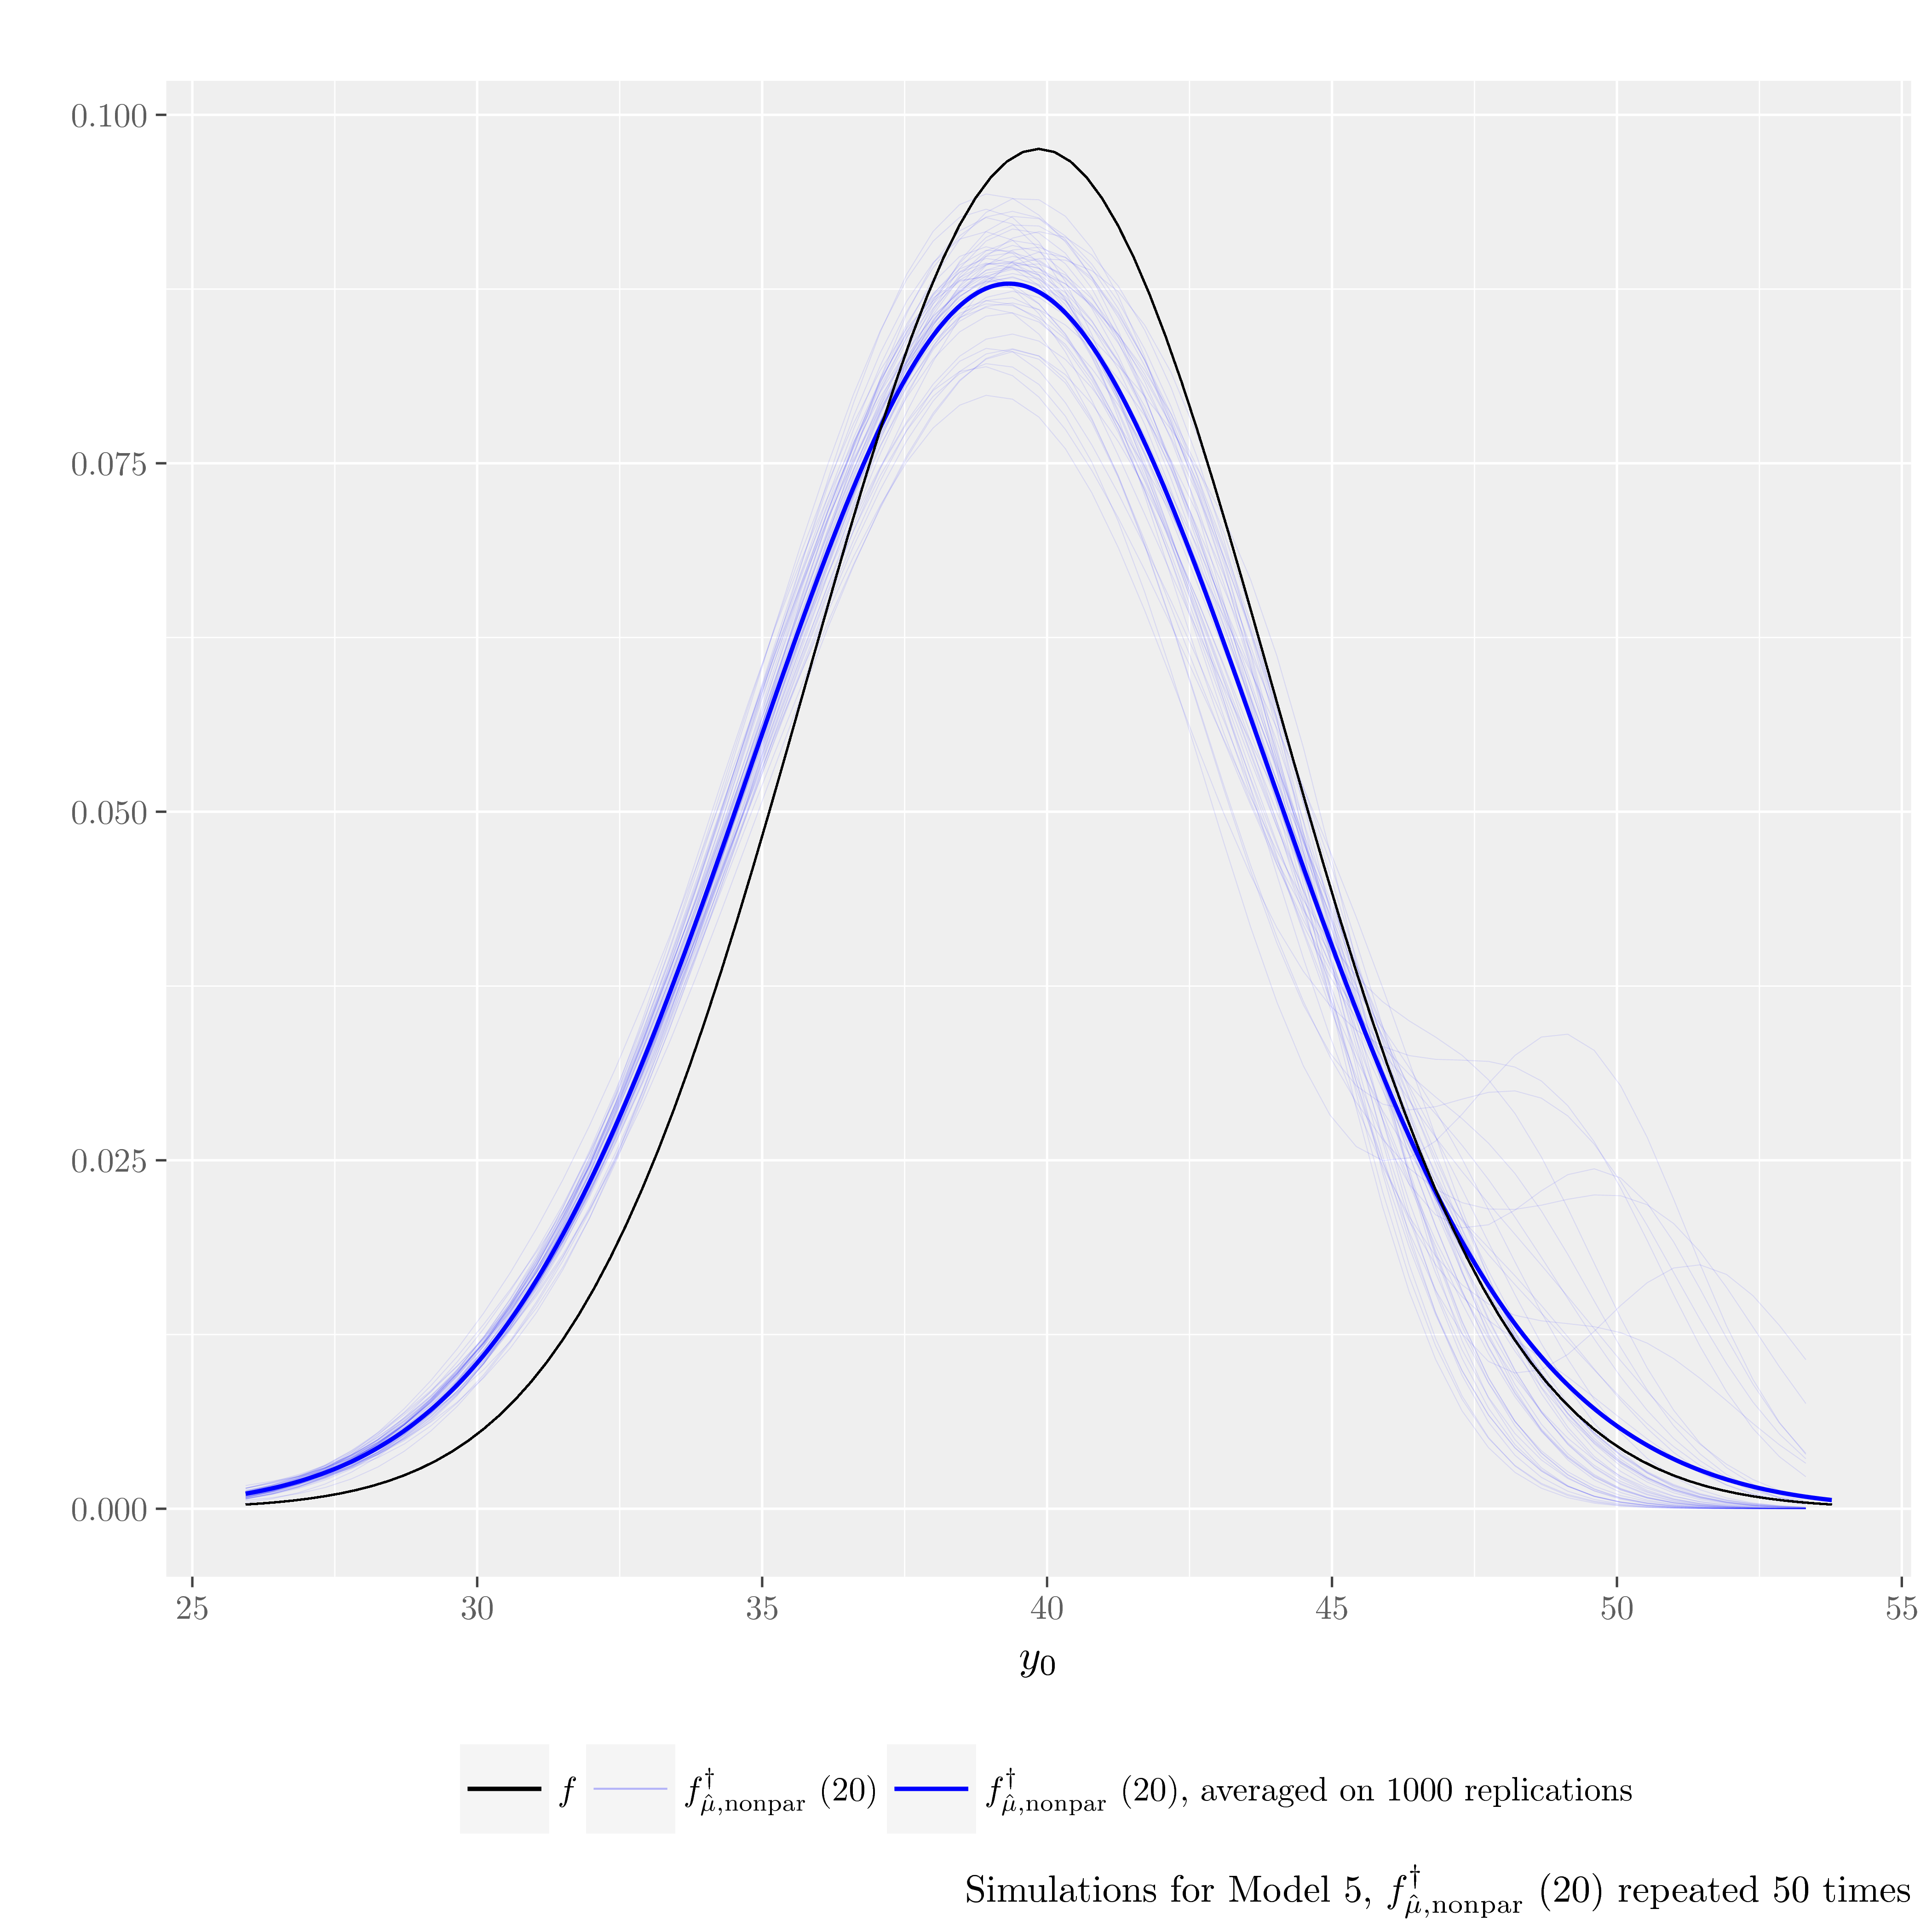 0.100
0.075
0.050
0.025
0.000
25 30 35 40 45 50 55
y₀
f f†μ̂,nonpar (20) f†μ̂,nonpar (20), averaged on 1000 replications
Simulations for Model 5, f†μ̂,nonpar (20) repeated 50 times